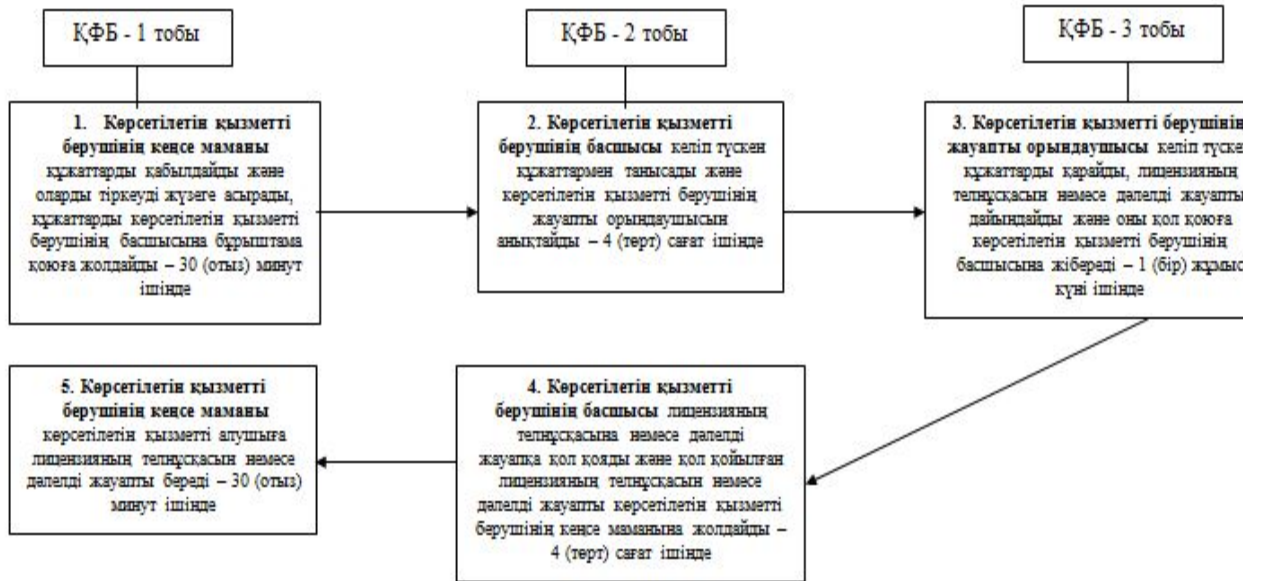 ҚФБ - 1 тобы
ҚФБ - 2 тобы
ҚФБ - 3 тобы
1. Көрсетілетін қызметті
берушінің кеңсе маманы
құжаттарды қабылдайды және
оларды тіркеуді жүзеге асырады,
құжаттарды көрсетілетін қызметті
берушінің басшысына бұрыштама
қоюға жолдайды – 30 (отыз) минут
ішінде
2. Көрсетілетін қызметті
берушінің басшысы келіп түскен
құжаттармен танысады және
көрсетілетін қызметті берушінің
жауапты орындаушысын
анықтайды – 4 (төрт) сағат ішінде
3. Көрсетілетін қызметті берушінің
жауапты орындаушысы келіп түскен
құжаттарды қарайды, лицензияның
телнұсқасын немесе дәлелді жауапты
дайындайды және оны қол қоюға
көрсетілетін қызметті берушінің
басшысына жібереді – 1 (бір) жұмыс
күні ішінде
5. Көрсетілетін қызметті
берушінің кеңсе маманы
көрсетілетін қызметті алушыға
лицензияның телнұсқасын немесе
дәлелді жауапты береді – 30 (отыз)
минут ішінде
4. Көрсетілетін қызметті
берушінің басшысы лицензияның
телнұсқасына немесе дәлелді
жауапқа қол қояды және қол қойылған
лицензияның телнұсқасын немесе
дәлелді жауапты көрсетілетін қызметті
берушінің кеңсе маманына жолдайды –
4 (төрт) сағат ішінде